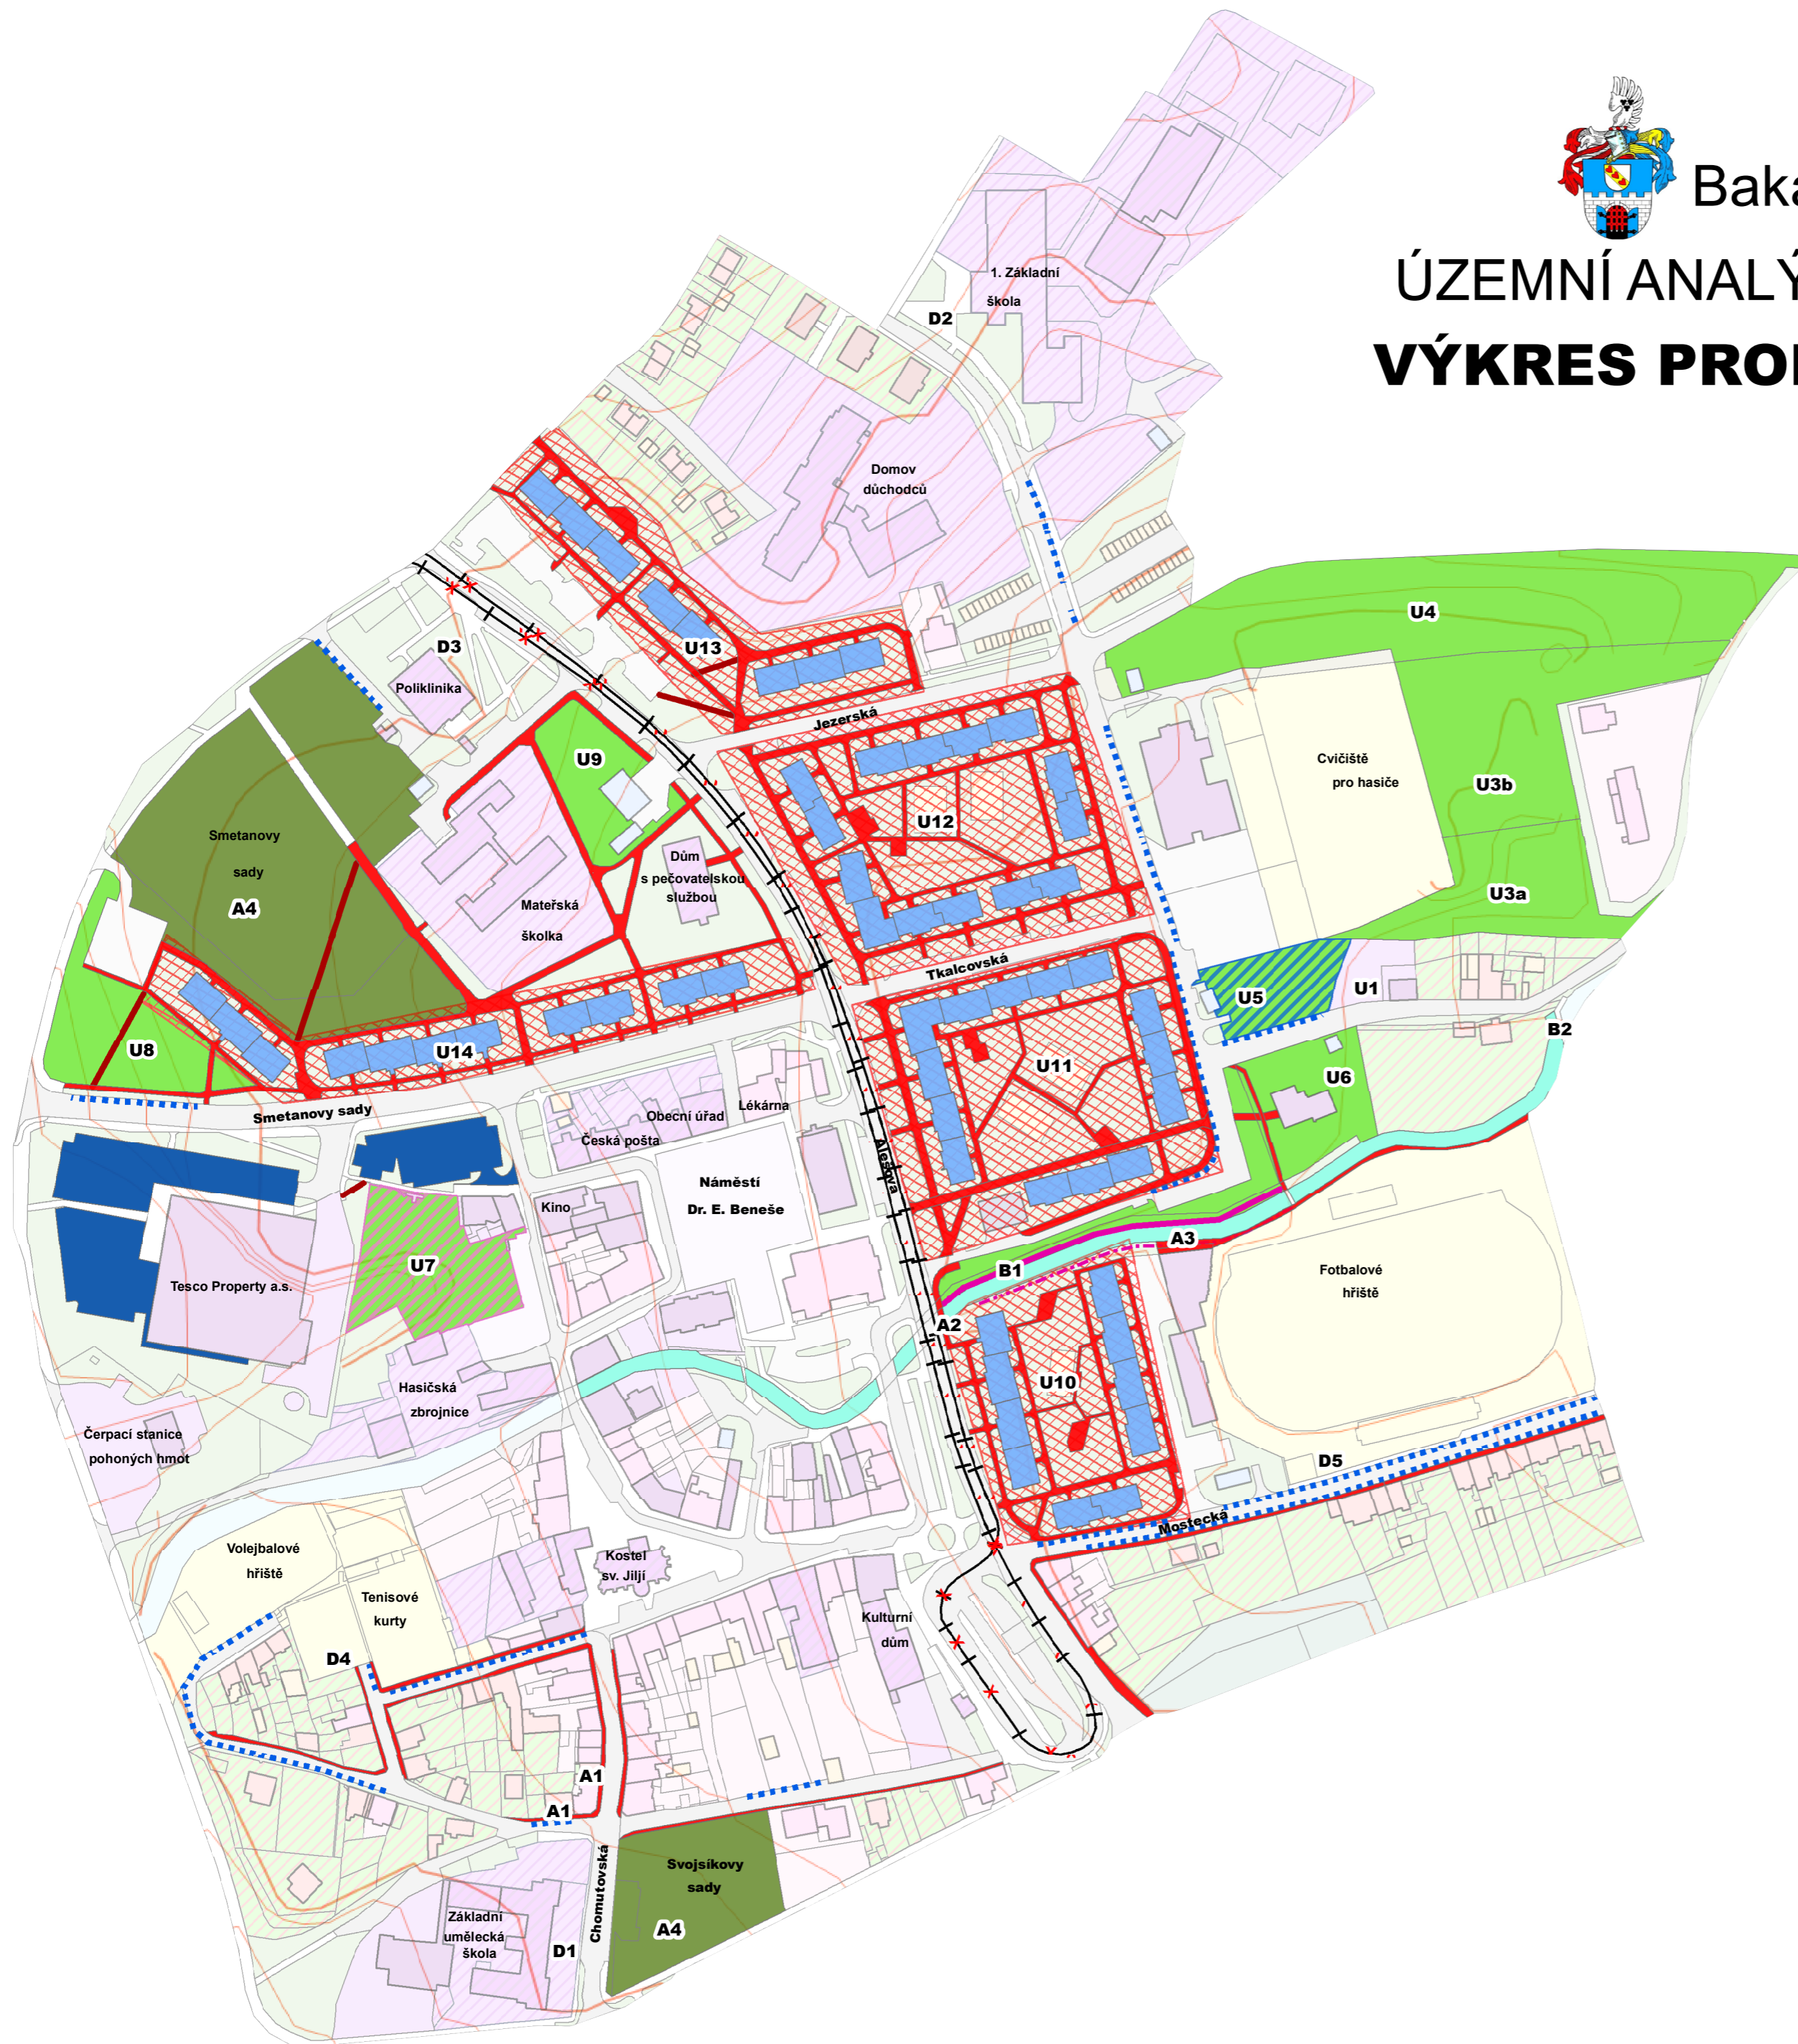 Baka
ÚZEMNÍ ANALÝ
VÝKRES PROB
1. Základní
škola
D2
Domov
důchodců
D3
Poliklinika
U13
Jezerská
U4
U9
U12
Cvičiště
pro hasiče
U3b
Smetanovy
sady
A4
Dům
s pečovatelskou
službou
Mateřská
školka
U3a
Tkalcovská
U5
U1
B2
U8
U14
U11
U6
Smetanovy sady
Obecní úřad
Lékárna
Česká pošta
Alešova
Náměstí
Dr. E. Beneše
Kino
U7
Tesco Property a.s.
A3
B1
Fotbalové
hřiště
A2
U10
Hasičská
zbrojnice
Čerpací stanice
pohoných hmot
D5
Mostecká
Volejbalové
hřiště
Kostel
sv. Jiljí
Tenisové
kurty
Kulturní
dům
D4
A1
A1
Chomutovská
Svojsíkovy
sady
A4
Základní
umělecká
škola
D1